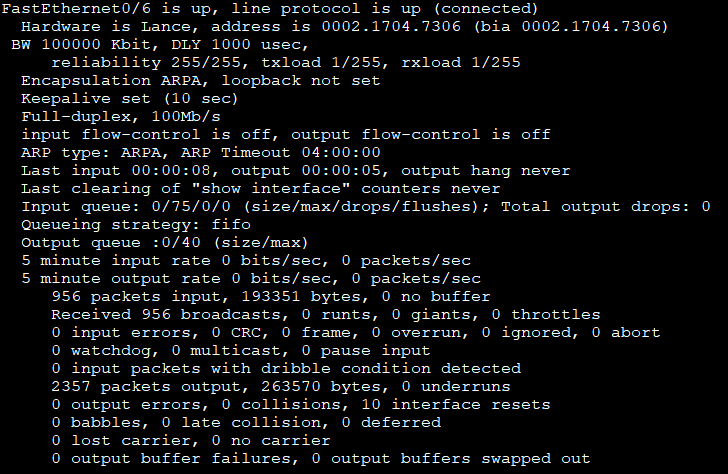 FastEthernet0/6 is up, line protocol is up (connected)
Hardware is Lance, address is 0002.1704.7306 (bia 0002.1704.7306)
BW 100000 Kbit, DLY 1000 usec,
reliability 255/255, txload 1/255, rxload 1/255
Encapsulation ARPA, loopback not set
Keepalive set (10 sec)
Full-duplex, 100Mb/s
input flow-control is off, output flow-control is off
ARP type: ARPA, ARP Timeout 04:00:00
Last input 00:00:08, output 00:00:05, output hang never
Last clearing of "show interface" counters never
Input queue: 0/75/0/0 (size/max/drops/flushes); Total output drops: 0
Queueing strategy: fifo
Output queue :0/40 (size/max)
5 minute input rate 0 bits/sec, 0 packets/sec
5 minute output rate 0 bits/sec, 0 packets/sec
956 packets input, 193351 bytes, 0 no buffer
Received 956 broadcasts, 0 runts, 0 giants, 0 throttles
0 input errors, 0 CRC, 0 frame, 0 overrun, 0 ignored, 0 abort
0 watchdog, 0 multicast, 0 pause input
0 input packets with dribble condition detected
2357 packets output, 263570 bytes, 0 underruns
0 output errors, 0 collisions, 10 interface resets
0 babbles, 0 late collision, 0 deferred
0 lost carrier, 0 no carrier
0 output buffer failures, 0 output buffers swapped out